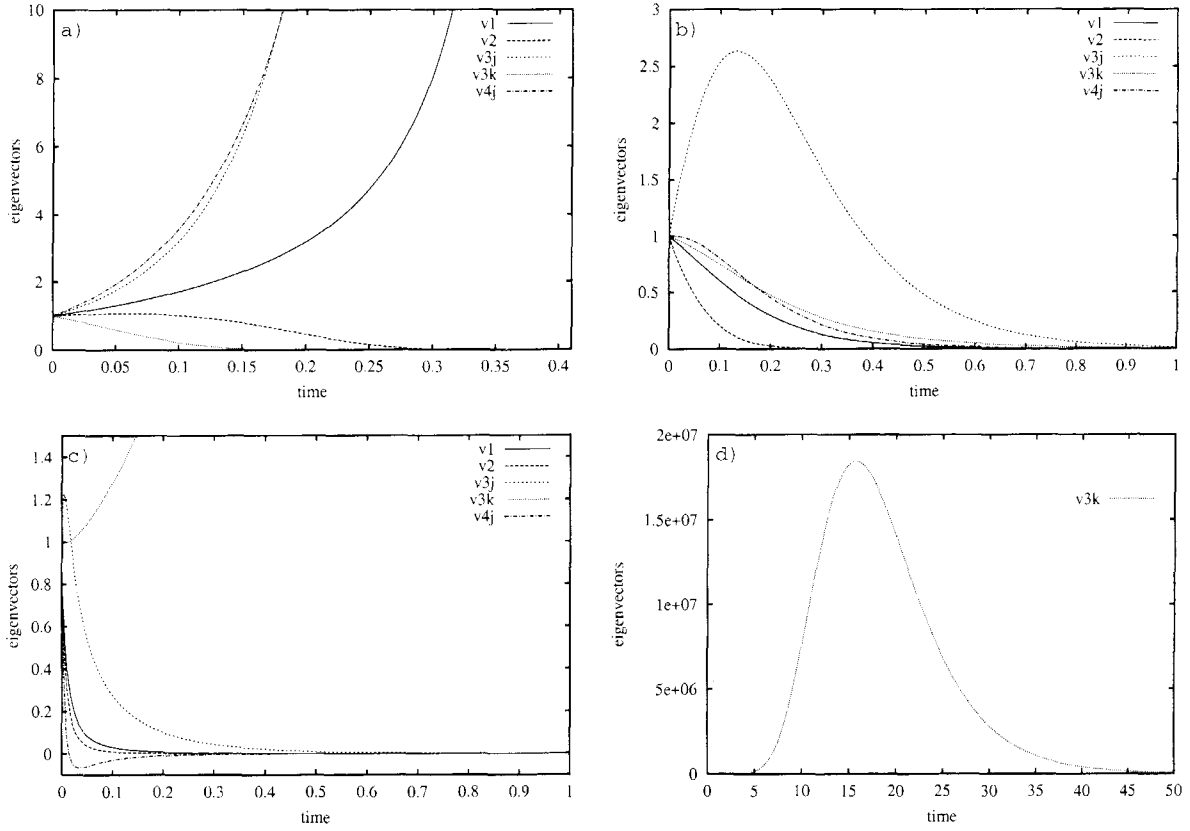 a)
v1
v2
v3j
v3k
v4j
10
8
6
4
2
0
0 0.05 0.1 0.15 0.2 0.25 0.3 0.35 0.4
time
eigenvectors
b)
v1
v2
v3j
v3k
v4j
3
2.5
2
1.5
1
0.5
0
0 0.1 0.2 0.3 0.4 0.5 0.6 0.7 0.8 0.9 1
time
eigenvectors
c)
v1
v2
v3j
v3k
v4j
1.4
1.2
1
0.8
0.6
0.4
0.2
0
0 0.1 0.2 0.3 0.4 0.5 0.6 0.7 0.8 0.9 1
time
eigenvectors
d)
v3k
2e+07
1.5e+07
1e+07
5e+06
0
0 5 10 15 20 25 30 35 40 45 50
time
eigenvectors